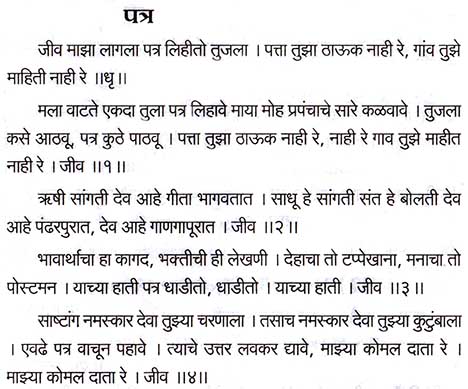 पत्र
जीव माझा लागला पत्र लिहीतो तुजला । पत्ता तुझा ठाऊक नाही रे, गांव तुझे
माहिती नाही रे ॥धृ॥
मला वाटते एकदा तुला पत्र लिहावे माया मोह प्रपंचाचे सारे कळवावे । तुजला
कसे आठवू, पत्र कुठे पाठवू । पत्ता तुझा ठाऊक नाही रे, नाही रे गाव तुझे माहीत
नाही रे । जीव ॥१॥
ऋषी सांगती देव आहे गीता भागवतात । साधू हे सांगती संत हे बोलती देव
आहे पंढरपुरात, देव आहे गाणगापूरात । जीव ॥२॥
भावार्थाचा हा कागद, भक्तीची ही लेखणी । देहाचा तो टप्पेखाना, मनाचा तो
पोस्टमन । याच्या हाती पत्र धाडीतो, धाडीतो । याच्या हाती । जीव ॥३॥
साष्टांग नमस्कार देवा तुझ्या चरणाला । तसाच नमस्कार देवा तुझ्या कुटुंबाला
। एवढे पत्र वाचून पहावे । त्याचे उत्तर लवकर द्यावे, माझ्या कोमल दाता रे ।
माझ्या कोमल दाता रे । जीव ॥४॥